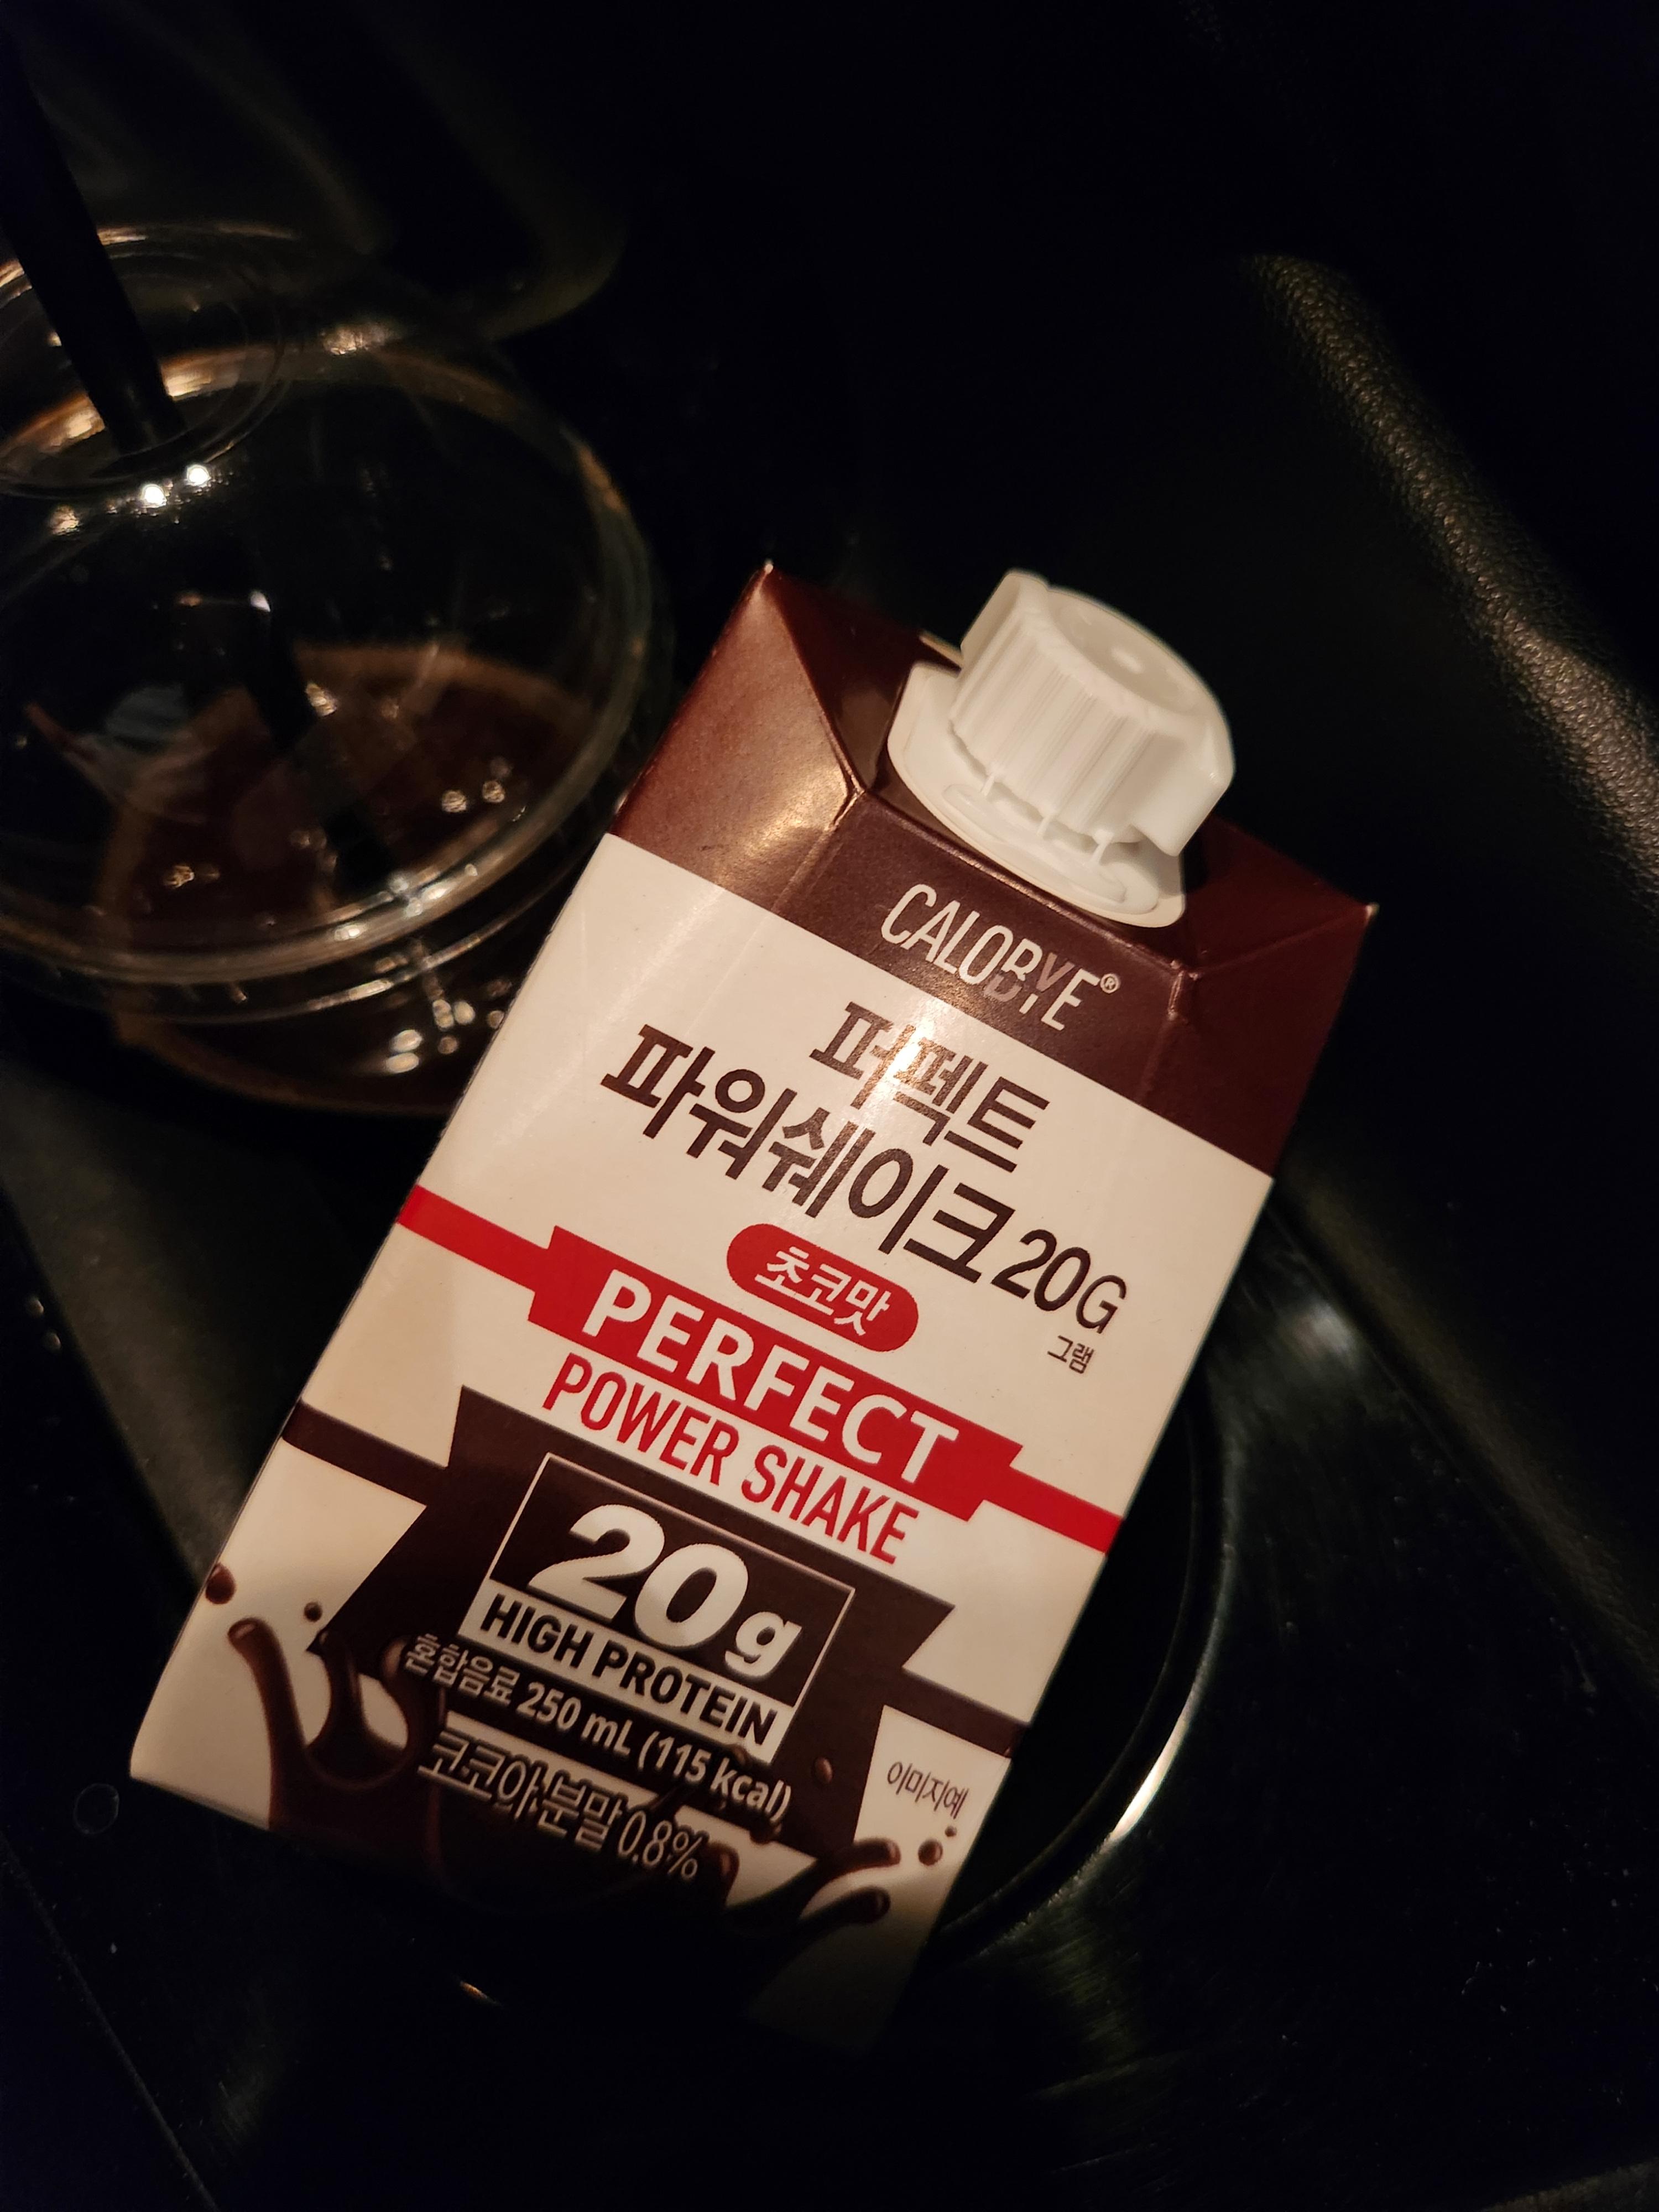 CALOBYE®
퍼펙트
파워쉐이크 20G
그램
초코맛
PERFECT
POWER SHAKE
20g
HIGH PROTEIN
혼합음료 250 mL (115 kcal)
코코아분말 0.8%
이미지예